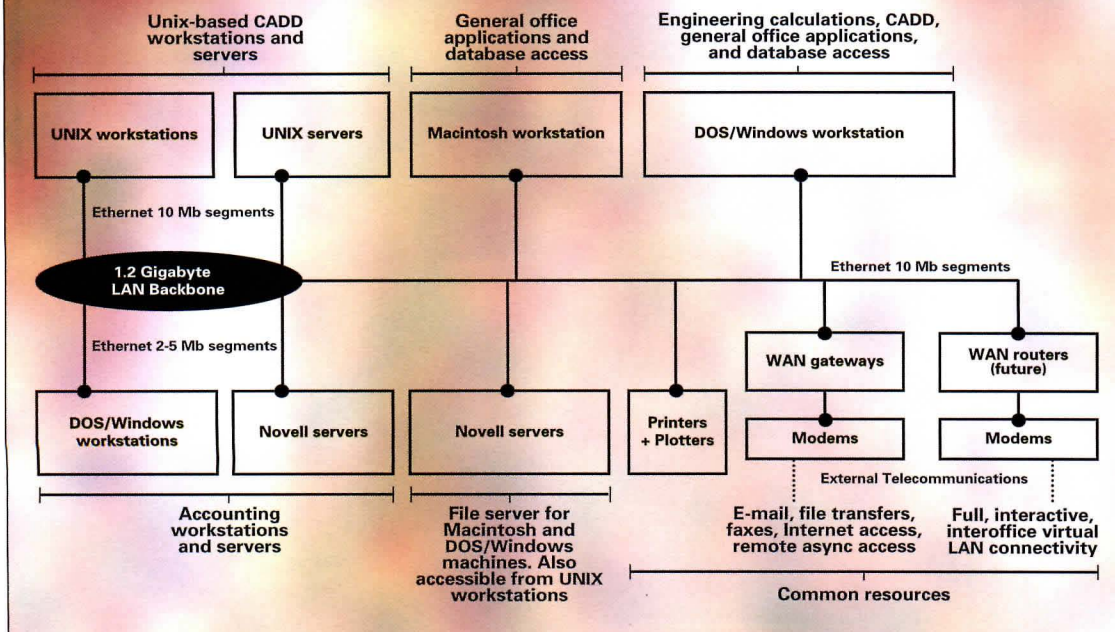 Unix-based CADD
workstations and
servers
General office
applications and
database access
Engineering calculations, CADD,
general office applications,
and database access
UNIX workstations
UNIX servers
Macintosh workstation
DOS/Windows workstation
Ethernet 10 Mb segments
1.2 Gigabyte
LAN Backbone
Ethernet 10 Mb segments
Ethernet 2-5 Mb segments
WAN gateways
WAN routers
(future)
DOS/Windows
workstations
Novell servers
Novell servers
Printers
+ Plotters
Modems
Modems
External Telecommunications
Accounting
workstations
and servers
File server for
Macintosh and
DOS/Windows
machines. Also
accessible from UNIX
workstations
E-mail, file transfers,
faxes, Internet access,
remote async access
Full, interactive,
interoffice virtual
LAN connectivity
Common resources